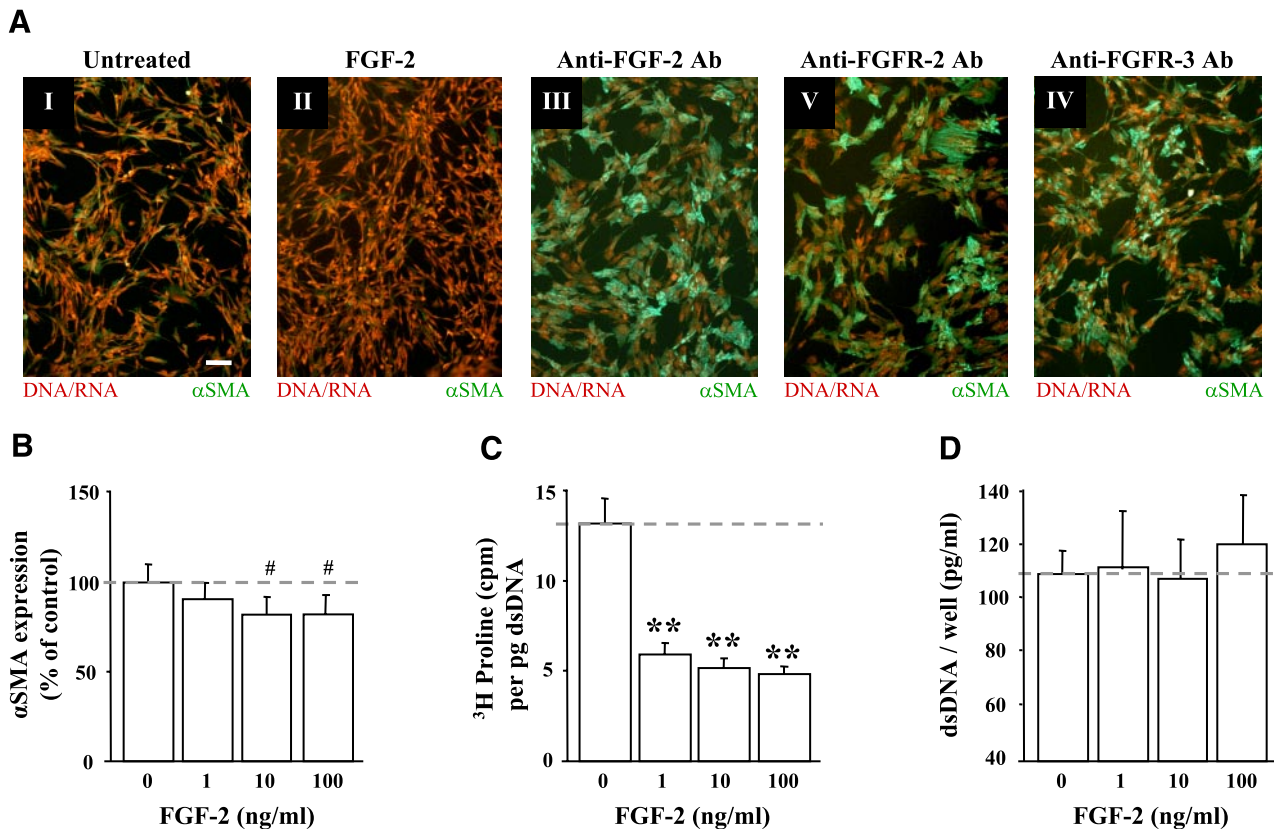 A
Untreated
FGF-2
Anti-FGF-2 Ab
Anti-FGFR-2 Ab
Anti-FGFR-3 Ab
I
II
III
V
IV
DNA/RNA αSMA
DNA/RNA αSMA
DNA/RNA αSMA
DNA/RNA αSMA
DNA/RNA αSMA
B
αSMA expression
(% of control)
150
100
50
0
# #
0 1 10 100
FGF-2 (ng/ml)
C
³H Proline (cpm)
per pg dsDNA
15
10
5
0
** ** **
0 1 10 100
FGF-2 (ng/ml)
D
dsDNA / well (pg/ml)
140
120
100
80
60
40
0 1 10 100
FGF-2 (ng/ml)